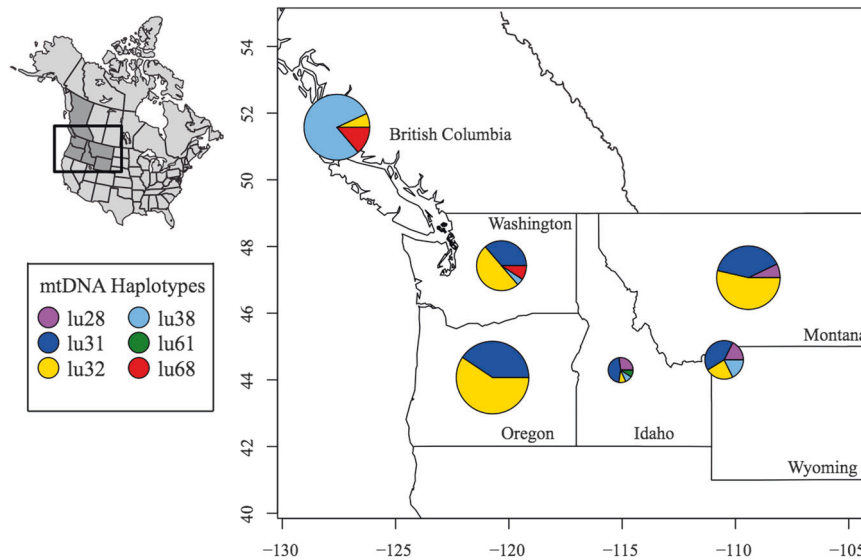 mtDNA Haplotypes
lu28 lu38
lu31 lu61
lu32 lu68
54
52
50
48
46
44
42
40
British Columbia
Washington
Montana
Oregon
Idaho
Wyoming
−130 −125 −120 −115 −110 −105